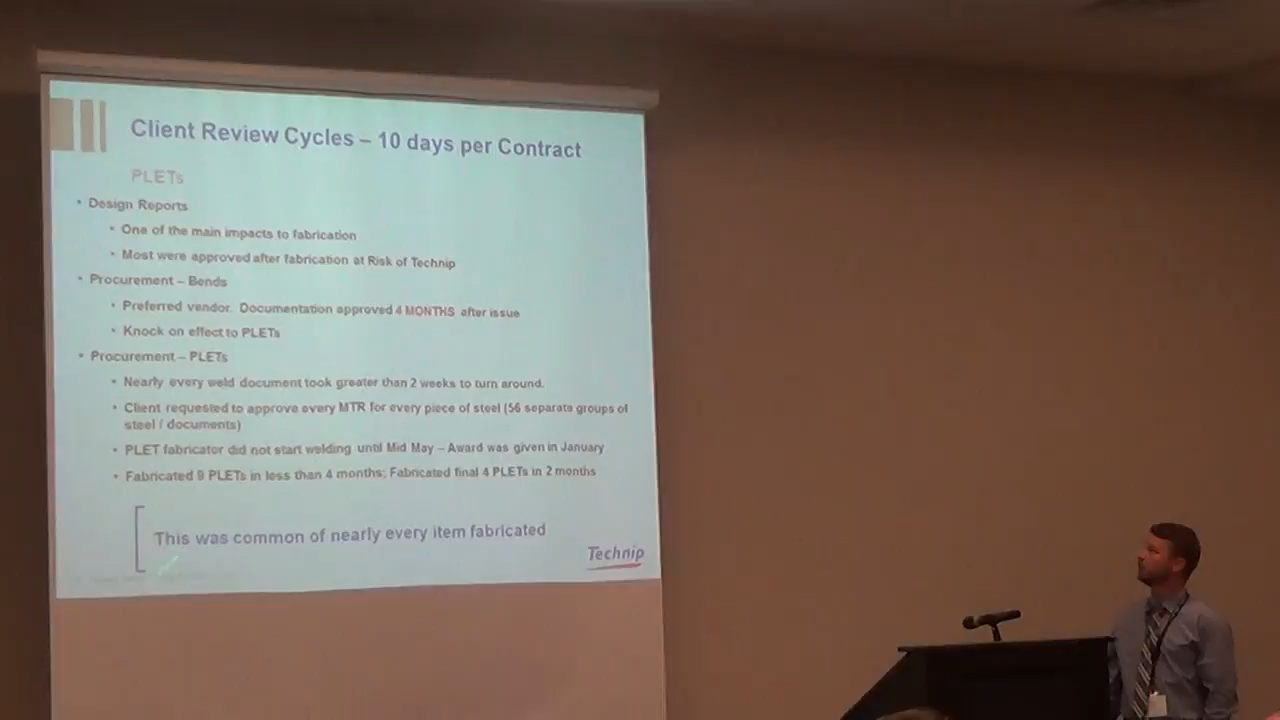 Client Review Cycles – 10 days per Contract
PLETs
• Design Reports
• One of the main impacts to fabrication
• Most were approved after fabrication at Risk of Technip
• Procurement – Bends
• Preferred vendor. Documentation approved 4 MONTHS after issue
• Knock on effect to PLETs
• Procurement – PLETs
• Nearly every weld document took greater than 2 weeks to turn around.
• Client requested to approve every MTR for every piece of steel (56 separate groups of
steel / documents)
• PLET fabricator did not start welding until Mid May – Award was given in January
• Fabricated 9 PLETs in less than 4 months; Fabricated final 4 PLETs in 2 months
This was common of nearly every item fabricated
Technip